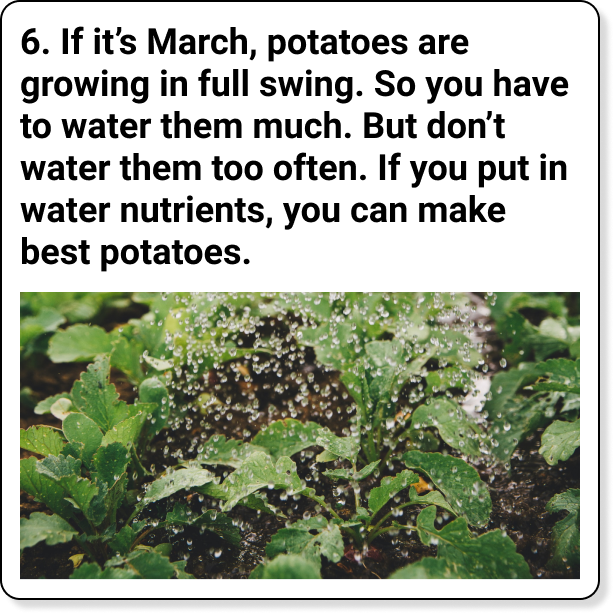 6. If it’s March, potatoes are
growing in full swing. So you have
to water them much. But don’t
water them too often. If you put in
water nutrients, you can make
best potatoes.